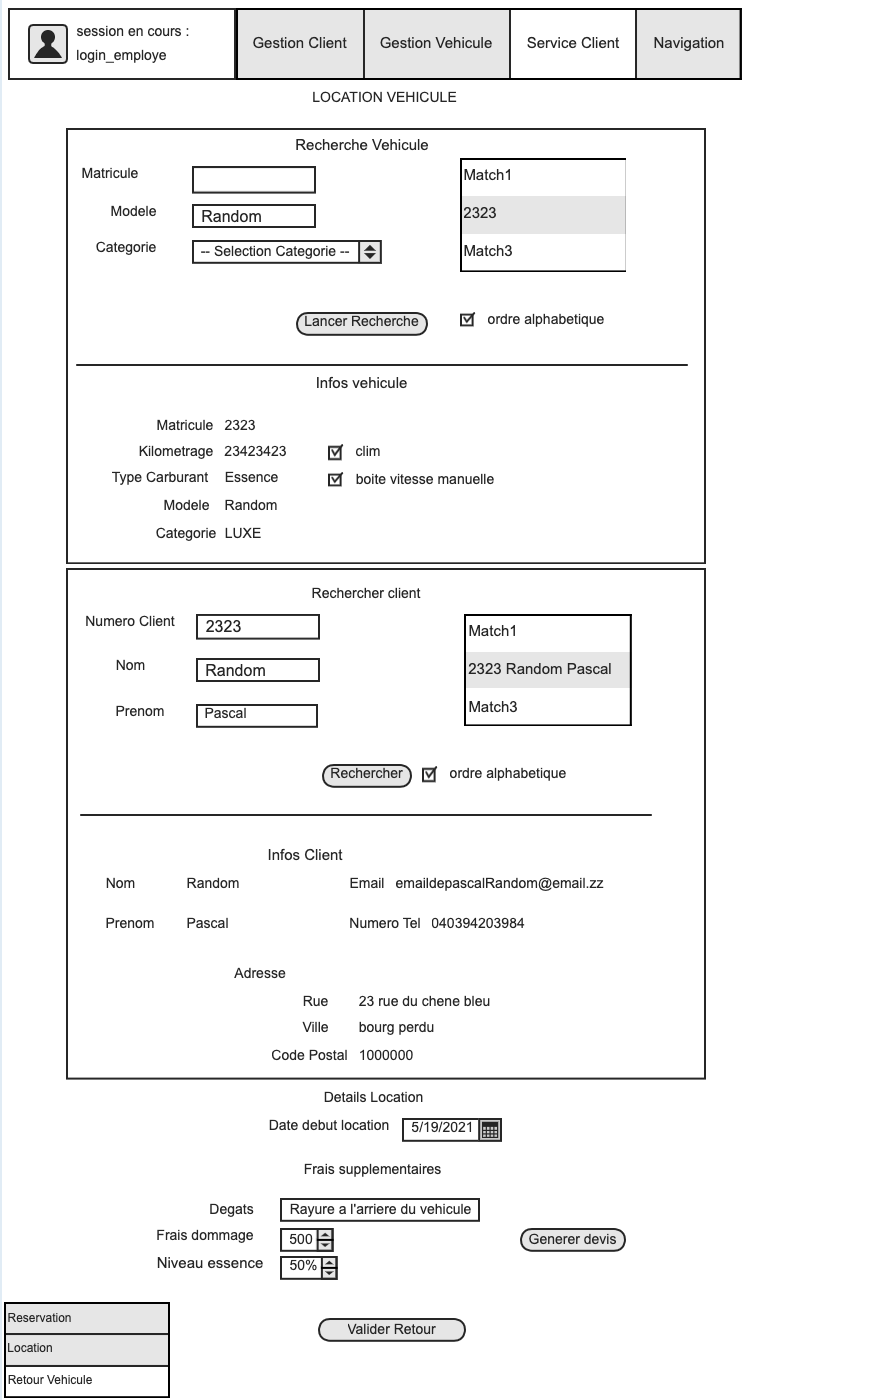 session en cours :
login_employe
Gestion Client
Gestion Vehicule
Service Client
Navigation
LOCATION VEHICULE
Recherche Vehicule
Matricule
Modele Random
Categorie -- Selection Categorie --
Match1
2323
Match3
Lancer Recherche
ordre alphabetique
Infos vehicule
Matricule 2323
Kilometrage 23423423
clim
Type Carburant Essence
boite vitesse manuelle
Modele Random
Categorie LUXE
Rechercher client
Numero Client 2323
Nom Random
Prenom Pascal
Match1
2323 Random Pascal
Match3
Rechercher
ordre alphabetique
Infos Client
Nom Random
Email emaildepascalRandom@email.zz
Prenom Pascal
Numero Tel 040394203984
Adresse
Rue 23 rue du chene bleu
Ville bourg perdu
Code Postal 1000000
Details Location
Date debut location 5/19/2021
Frais supplementaires
Degats Rayure a l'arriere du vehicule
Frais dommage 500
Generer devis
Niveau essence 50%
Reservation
Location
Retour Vehicule
Valider Retour